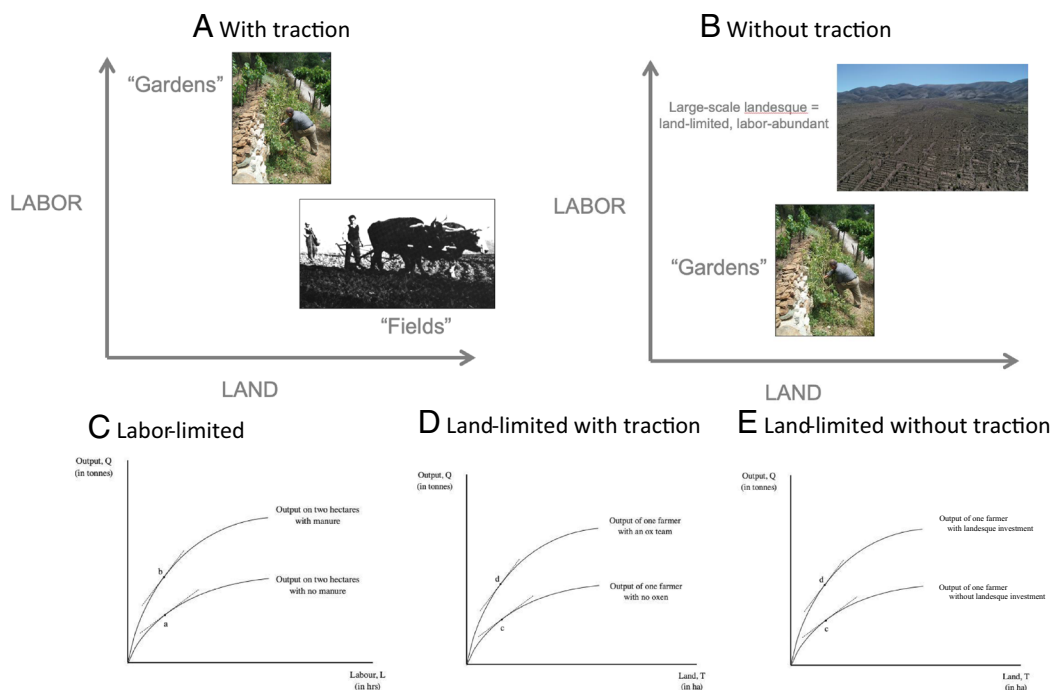 A With traction
"Gardens"
LABOR
"Fields"
LAND
B Without traction
Large-scale landesque =
land-limited, labor-abundant
LABOR
"Gardens"
LAND
C Labor-limited
Output, Q
(in tonnes)
Output on two hectares
with manure
b
Output on two hectares
with no manure
a
Labour, L
(in hrs)
D Land-limited with traction
Output, Q
(in tonnes)
Output of one farmer
with an ox team
d
Output of one farmer
with no oxen
c
Land, T
(in ha)
E Land-limited without traction
Output, Q
(in tonnes)
Output of one farmer
with landesque investment
d
Output of one farmer
without landesque investment
c
Land, T
(in ha)